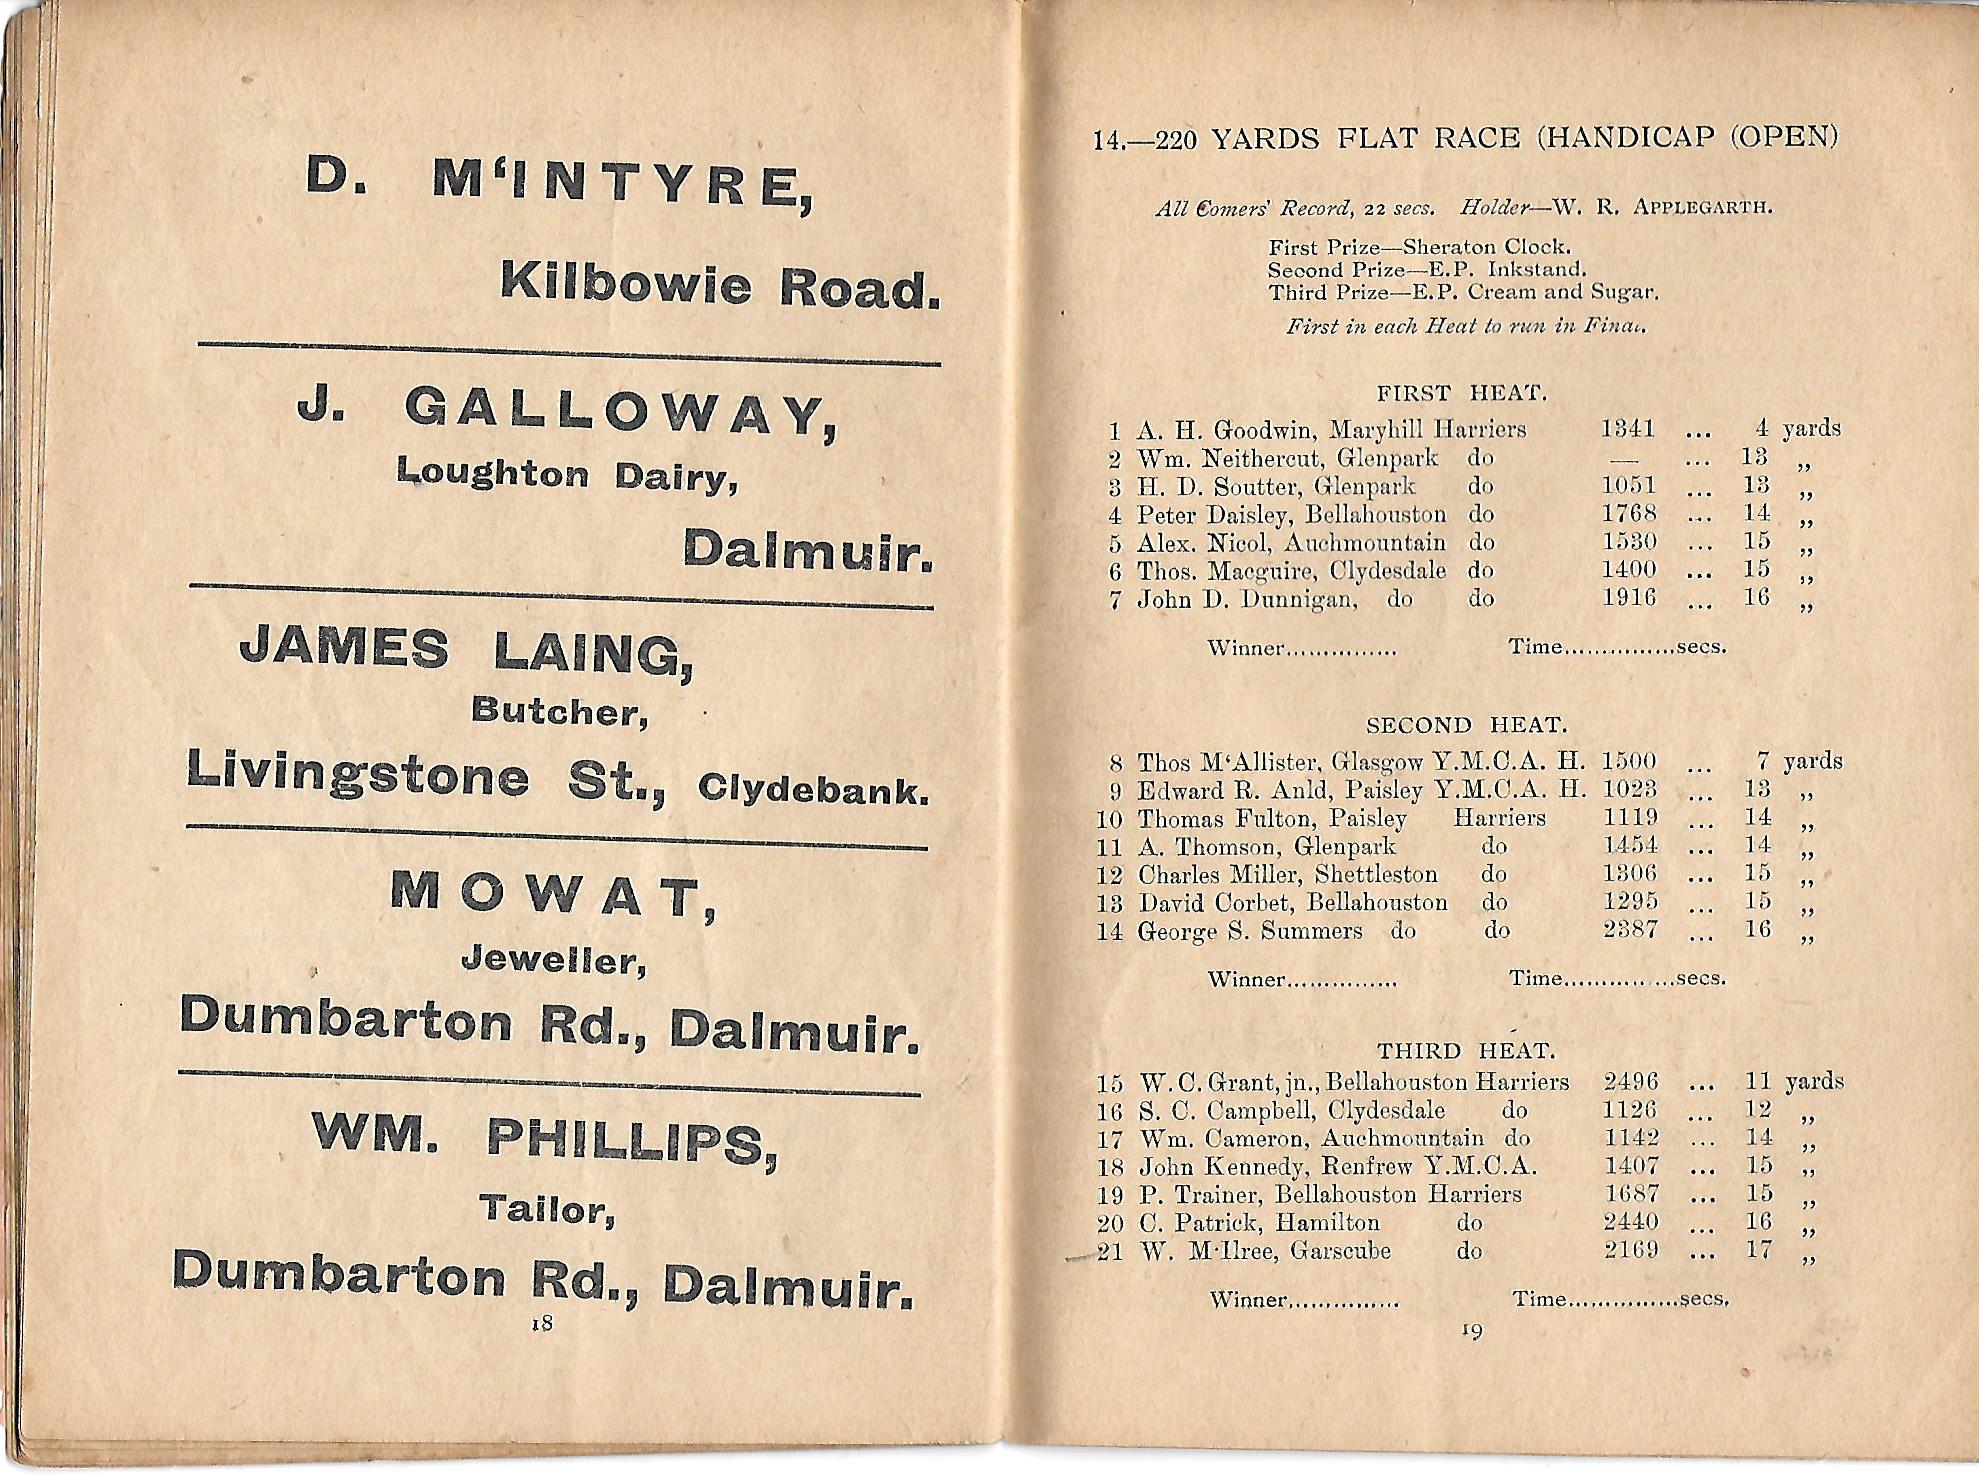 D. M‘INTYRE,
Kilbowie Road.
J. GALLOWAY,
Loughton Dairy,
Dalmuir.
JAMES LAING,
Butcher,
Livingstone St., Clydebank.
MOWAT,
Jeweller,
Dumbarton Rd., Dalmuir.
WM. PHILLIPS,
Tailor,
Dumbarton Rd., Dalmuir.
18
14.—220 YARDS FLAT RACE (HANDICAP (OPEN)
All Comers' Record, 22 secs. Holder—W. R. APPLEGARTH.
First Prize—Sheraton Clock.
Second Prize—E.P. Inkstand.
Third Prize—E.P. Cream and Sugar.
First in each Heat to run in Final.
FIRST HEAT.
1 A. H. Goodwin, Maryhill Harriers 1341 ... 4 yards
2 Wm. Neithercut, Glenpark do — ... 13 „
3 H. D. Soutter, Glenpark do 1051 ... 13 „
4 Peter Daisley, Bellahouston do 1768 ... 14 „
5 Alex. Nicol, Auchmountain do 1530 ... 15 „
6 Thos. Macguire, Clydesdale do 1400 ... 15 „
7 John D. Dunnigan, do do 1916 ... 16 „
Winner............... Time...............secs.
SECOND HEAT.
8 Thos M‘Allister, Glasgow Y.M.C.A. H. 1500 ... 7 yards
9 Edward R. Anld, Paisley Y.M.C.A. H. 1023 ... 13 „
10 Thomas Fulton, Paisley Harriers 1119 ... 14 „
11 A. Thomson, Glenpark do 1454 ... 14 „
12 Charles Miller, Shettleston do 1306 ... 15 „
13 David Corbet, Bellahouston do 1295 ... 15 „
14 George S. Summers do do 2387 ... 16 „
Winner............... Time...............secs.
THIRD HEAT.
15 W. C. Grant, jn., Bellahouston Harriers 2496 ... 11 yards
16 S. C. Campbell, Clydesdale do 1126 ... 12 „
17 Wm. Cameron, Auchmountain do 1142 ... 14 „
18 John Kennedy, Renfrew Y.M.C.A. 1407 ... 15 „
19 P. Trainer, Bellahouston Harriers 1687 ... 15 „
20 C. Patrick, Hamilton do 2440 ... 16 „
21 W. M‘Ilree, Garscube do 2169 ... 17 „
Winner............... Time...............secs.
19